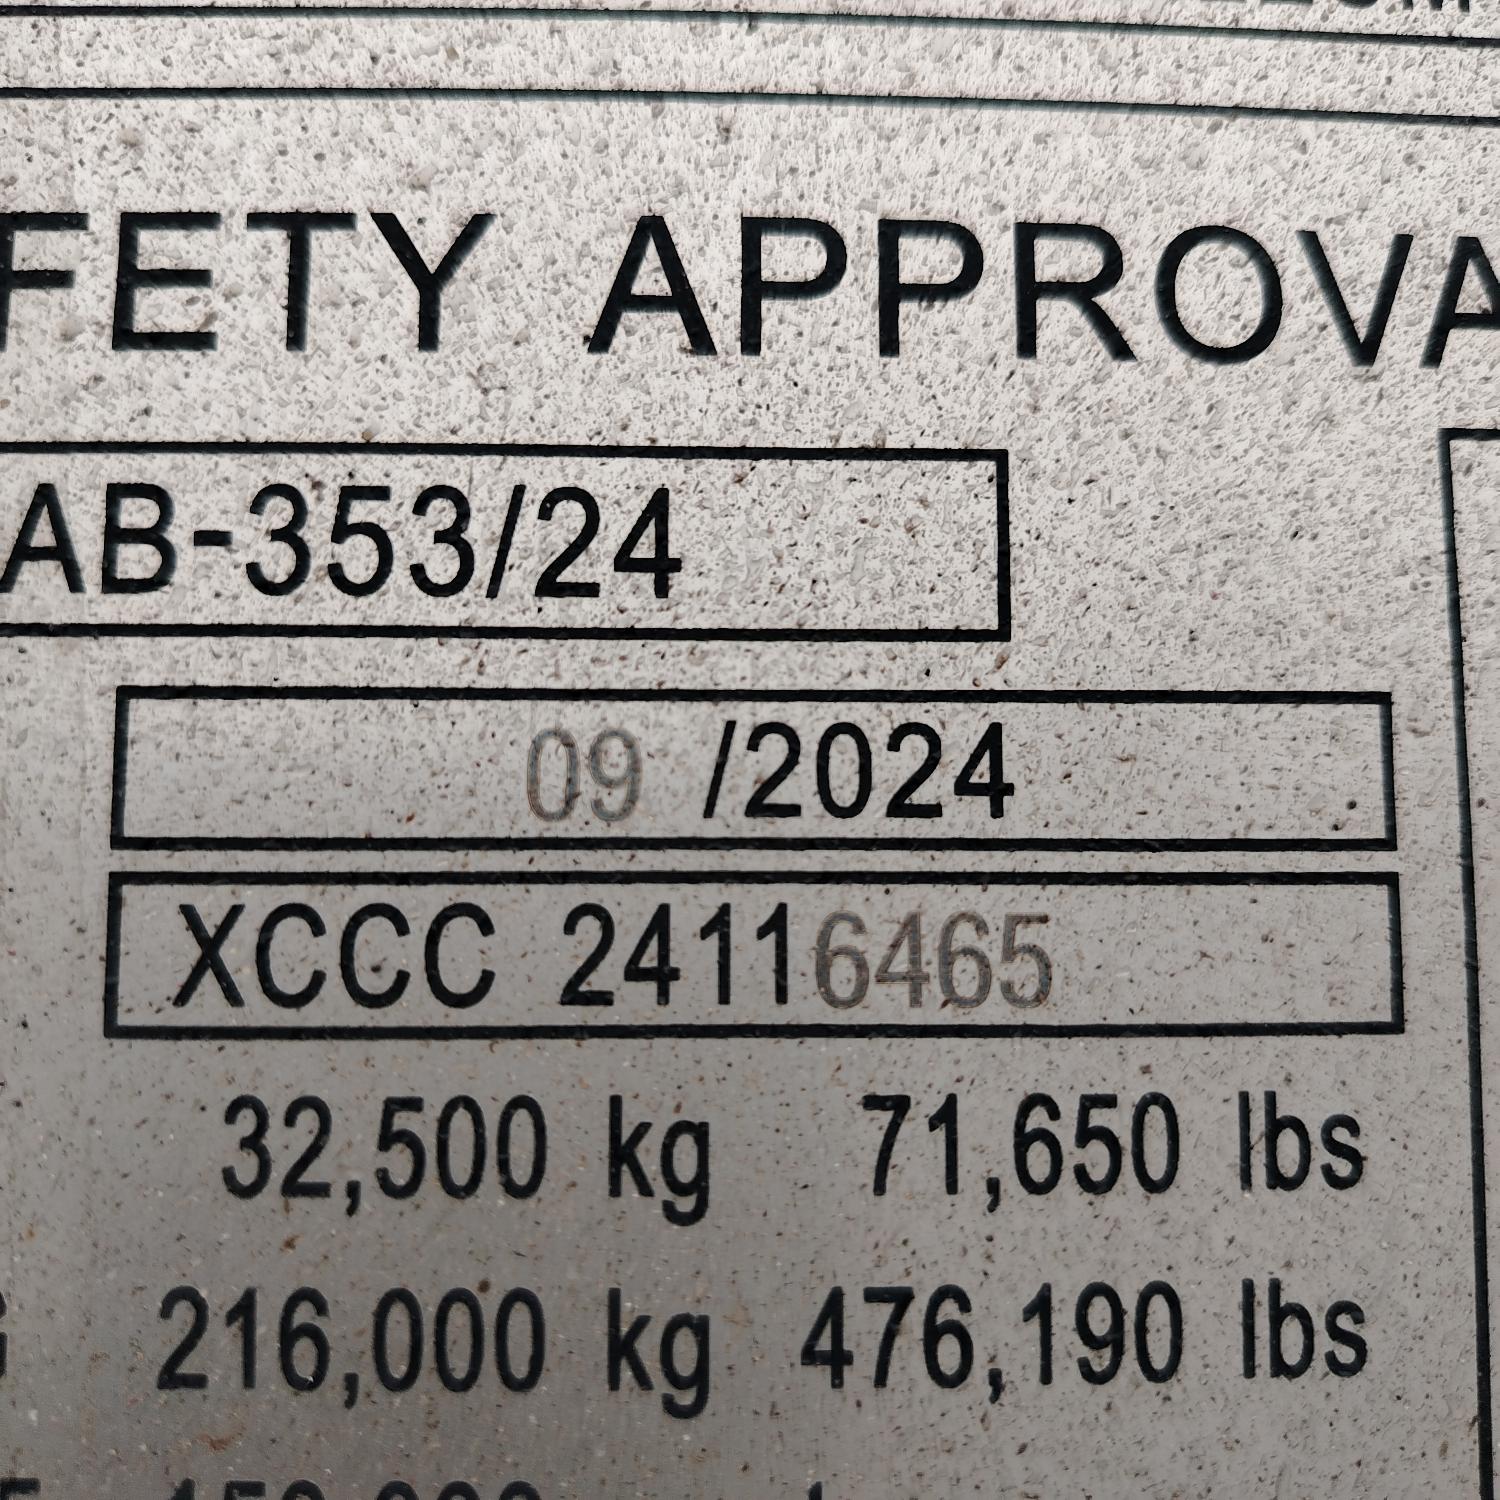 FETY APPROVA
AB-353/24
09 /2024
XCCC 24116465
32,500 kg 71,650 lbs
216,000 kg 476,190 lbs